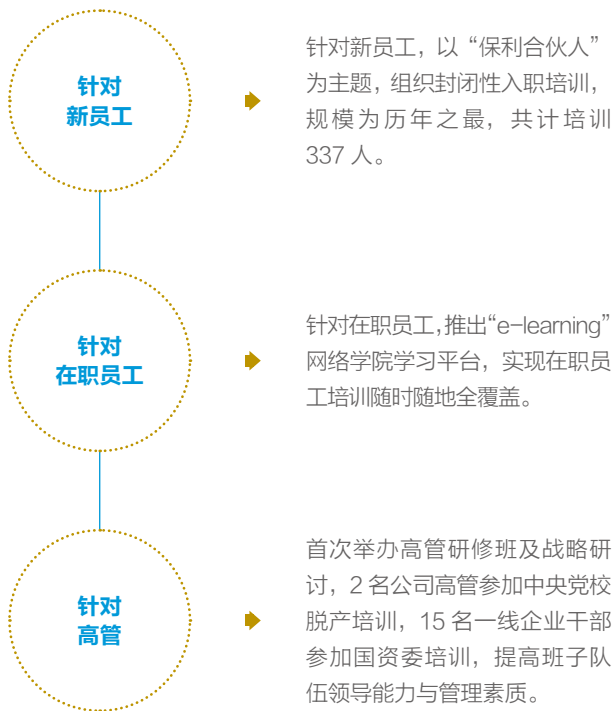 针对
新员工
针对新员工，以“保利合伙人”
为主题，组织封闭性入职培训，
规模为历年之最，共计培训
337 人。
针对
在职员工
针对在职员工，推出“e-learning”
网络学院学习平台，实现在职员
工培训随时随地全覆盖。
针对
高管
首次举办高管研修班及战略研
讨，2 名公司高管参加中央党校
脱产培训，15 名一线企业干部
参加国资委培训，提高班子队
伍领导能力与管理素质。